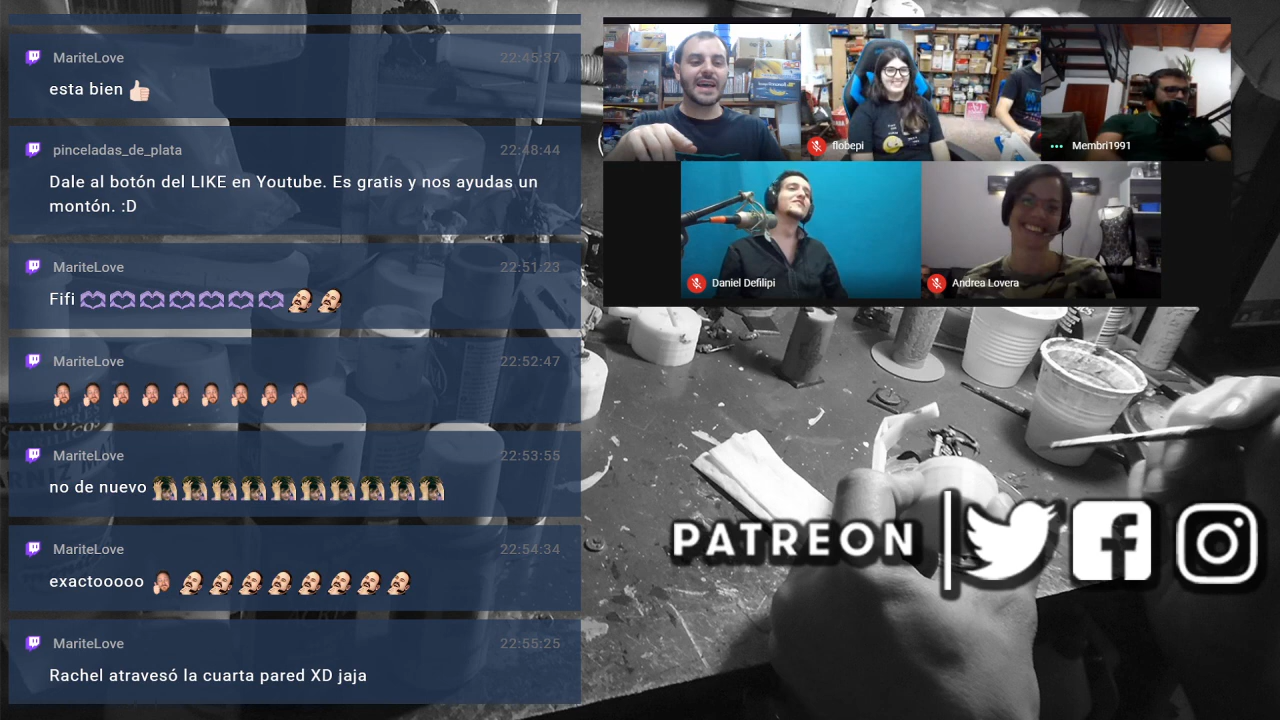 MariteLove 22:45:37
esta bien 👍🏻
pinceladas_de_plata 22:48:44
Dale al botón del LIKE en Youtube. Es gratis y nos ayudas un
montón. :D
MariteLove 22:51:23
Fifi
MariteLove 22:52:47
MariteLove 22:53:55
no de nuevo
MariteLove 22:54:34
exactooooo
MariteLove 22:55:25
Rachel atravesó la cuarta pared XD jaja
flobepi
Membri1991
Daniel Defilipi
Andrea Lovera
PATREON